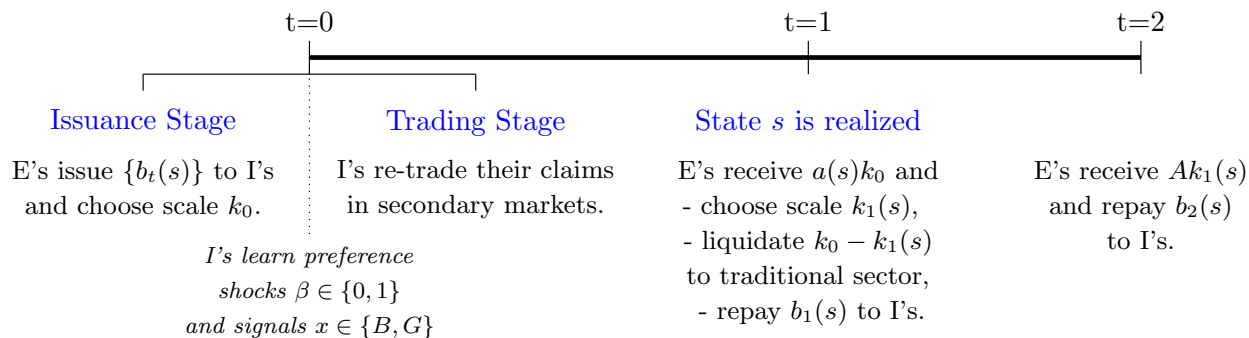 t=0
t=1
t=2
Issuance Stage
E's issue {b_t(s)} to I's
and choose scale k_0.
Trading Stage
I's re-trade their claims
in secondary markets.
I's learn preference
shocks β ∈ {0, 1}
and signals x ∈ {B, G}
State s is realized
E's receive a(s)k_0 and
- choose scale k_1(s),
- liquidate k_0 − k_1(s)
to traditional sector,
- repay b_1(s) to I's.
E's receive Ak_1(s)
and repay b_2(s)
to I's.